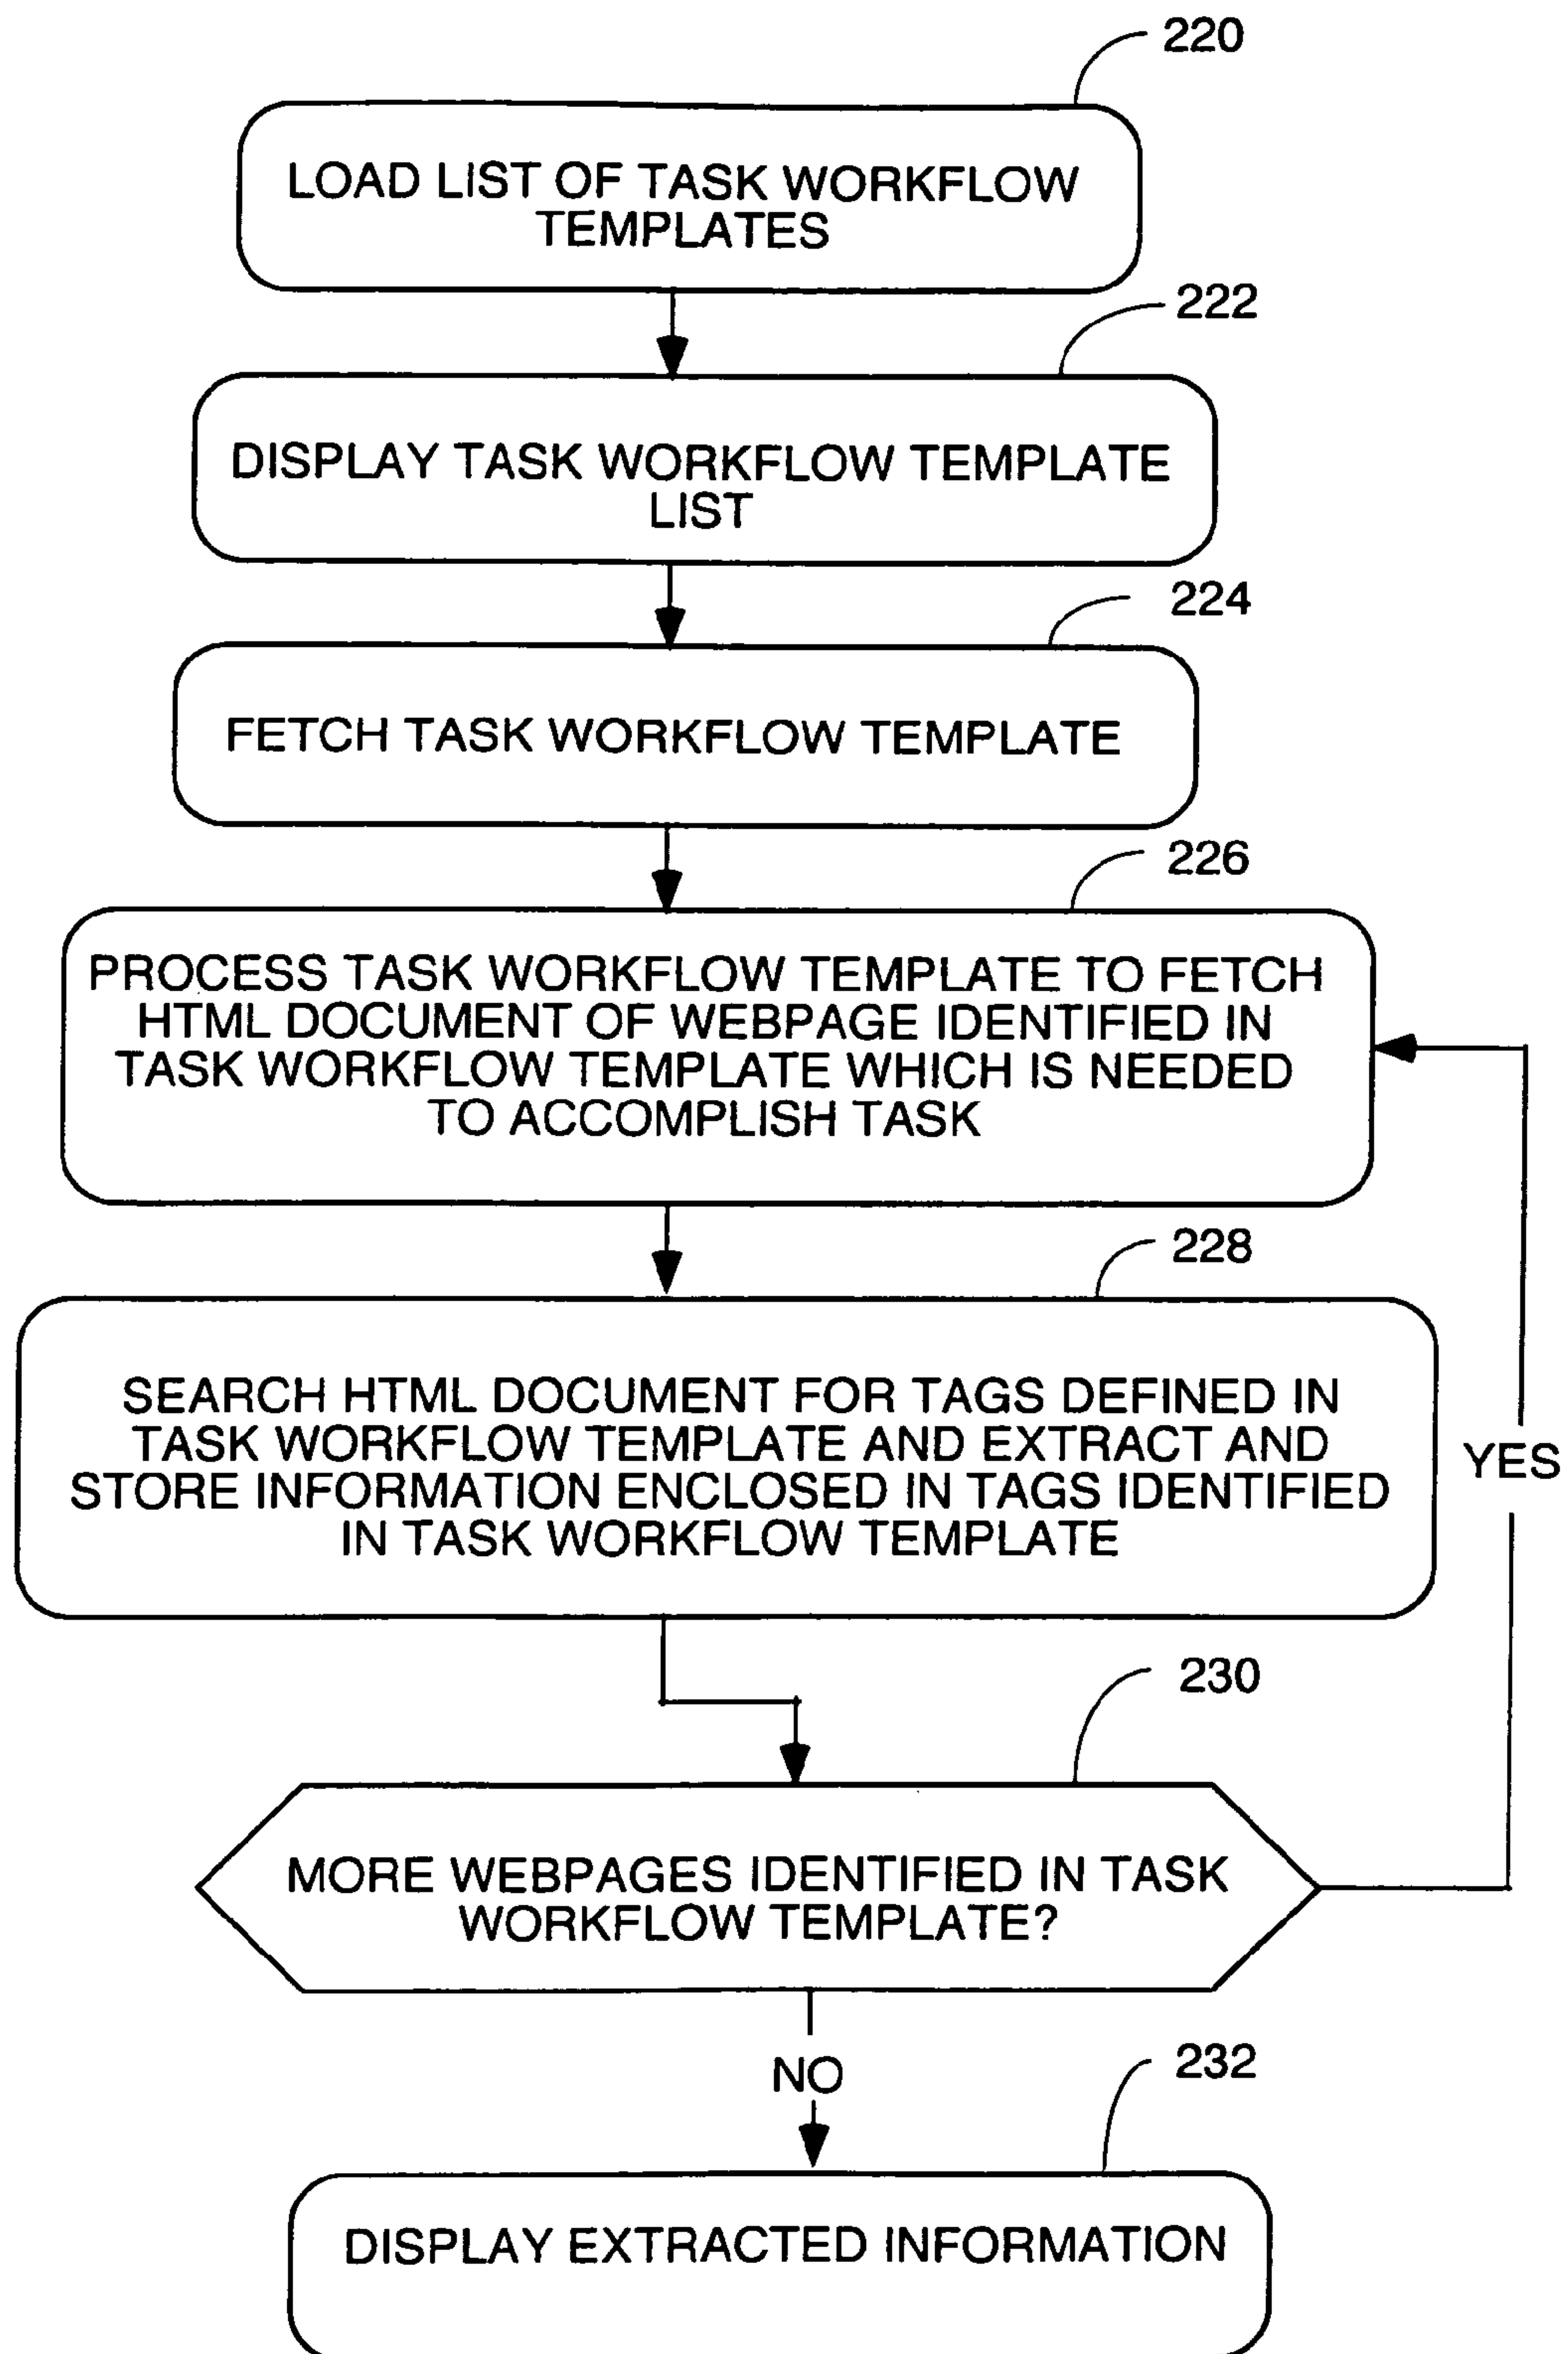 220
LOAD LIST OF TASK WORKFLOW
TEMPLATES
222
DISPLAY TASK WORKFLOW TEMPLATE
LIST
224
FETCH TASK WORKFLOW TEMPLATE
226
PROCESS TASK WORKFLOW TEMPLATE TO FETCH
HTML DOCUMENT OF WEBPAGE IDENTIFIED IN
TASK WORKFLOW TEMPLATE WHICH IS NEEDED
TO ACCOMPLISH TASK
228
SEARCH HTML DOCUMENT FOR TAGS DEFINED IN
TASK WORKFLOW TEMPLATE AND EXTRACT AND
STORE INFORMATION ENCLOSED IN TAGS IDENTIFIED
IN TASK WORKFLOW TEMPLATE
YES
230
MORE WEBPAGES IDENTIFIED IN TASK
WORKFLOW TEMPLATE?
NO
232
DISPLAY EXTRACTED INFORMATION